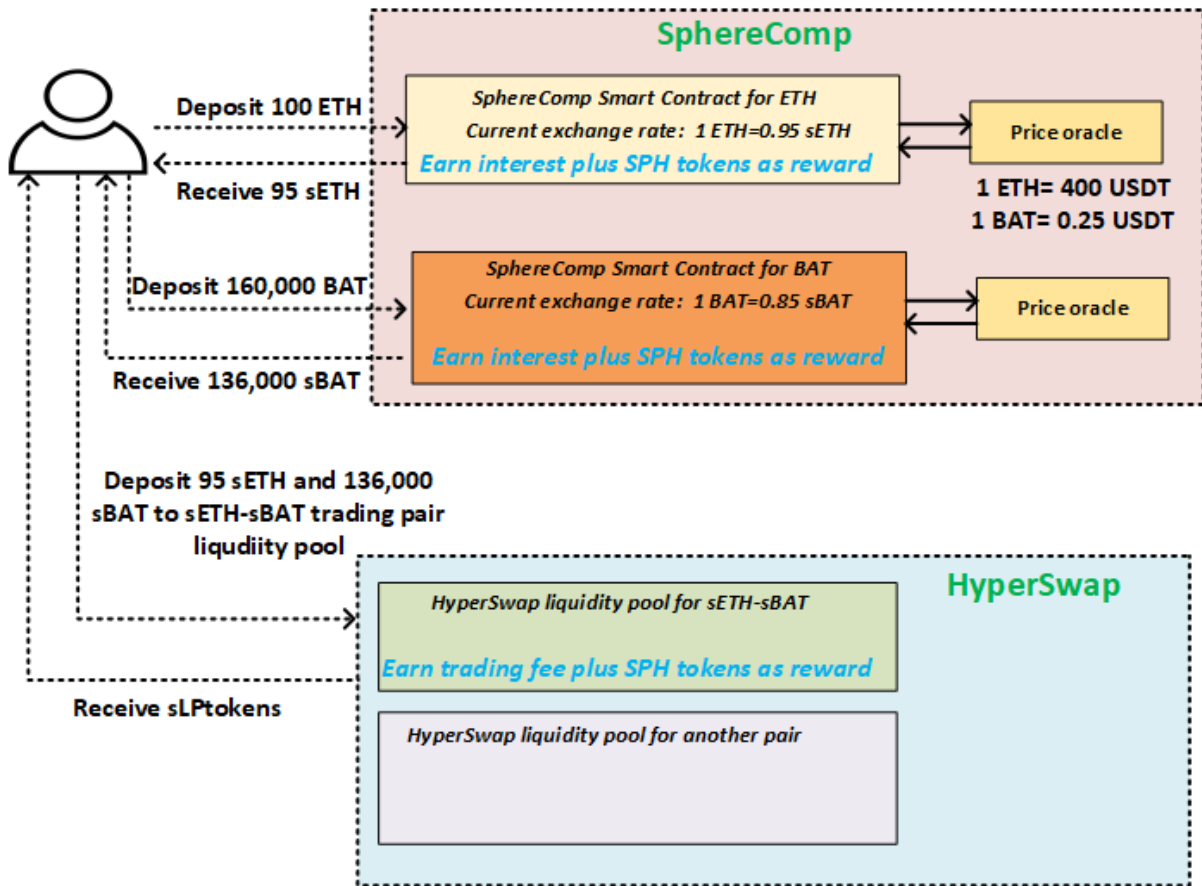 SphereComp
Deposit 100 ETH
Receive 95 sETH
SphereComp Smart Contract for ETH
Current exchange rate: 1 ETH=0.95 sETH
Earn interest plus SPH tokens as reward
Price oracle
1 ETH= 400 USDT
1 BAT= 0.25 USDT
Deposit 160,000 BAT
Receive 136,000 sBAT
SphereComp Smart Contract for BAT
Current exchange rate: 1 BAT=0.85 sBAT
Earn interest plus SPH tokens as reward
Price oracle
Deposit 95 sETH and 136,000
sBAT to sETH-sBAT trading pair
liqudiity pool
Receive sLPtokens
HyperSwap
HyperSwap liquidity pool for sETH-sBAT
Earn trading fee plus SPH tokens as reward
HyperSwap liquidity pool for another pair